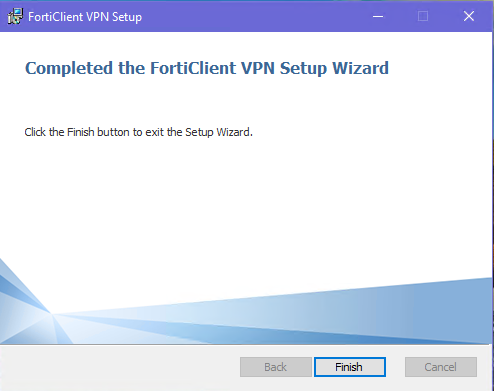 FortiClient VPN Setup
Completed the FortiClient VPN Setup Wizard
Click the Finish button to exit the Setup Wizard.
Back Finish Cancel